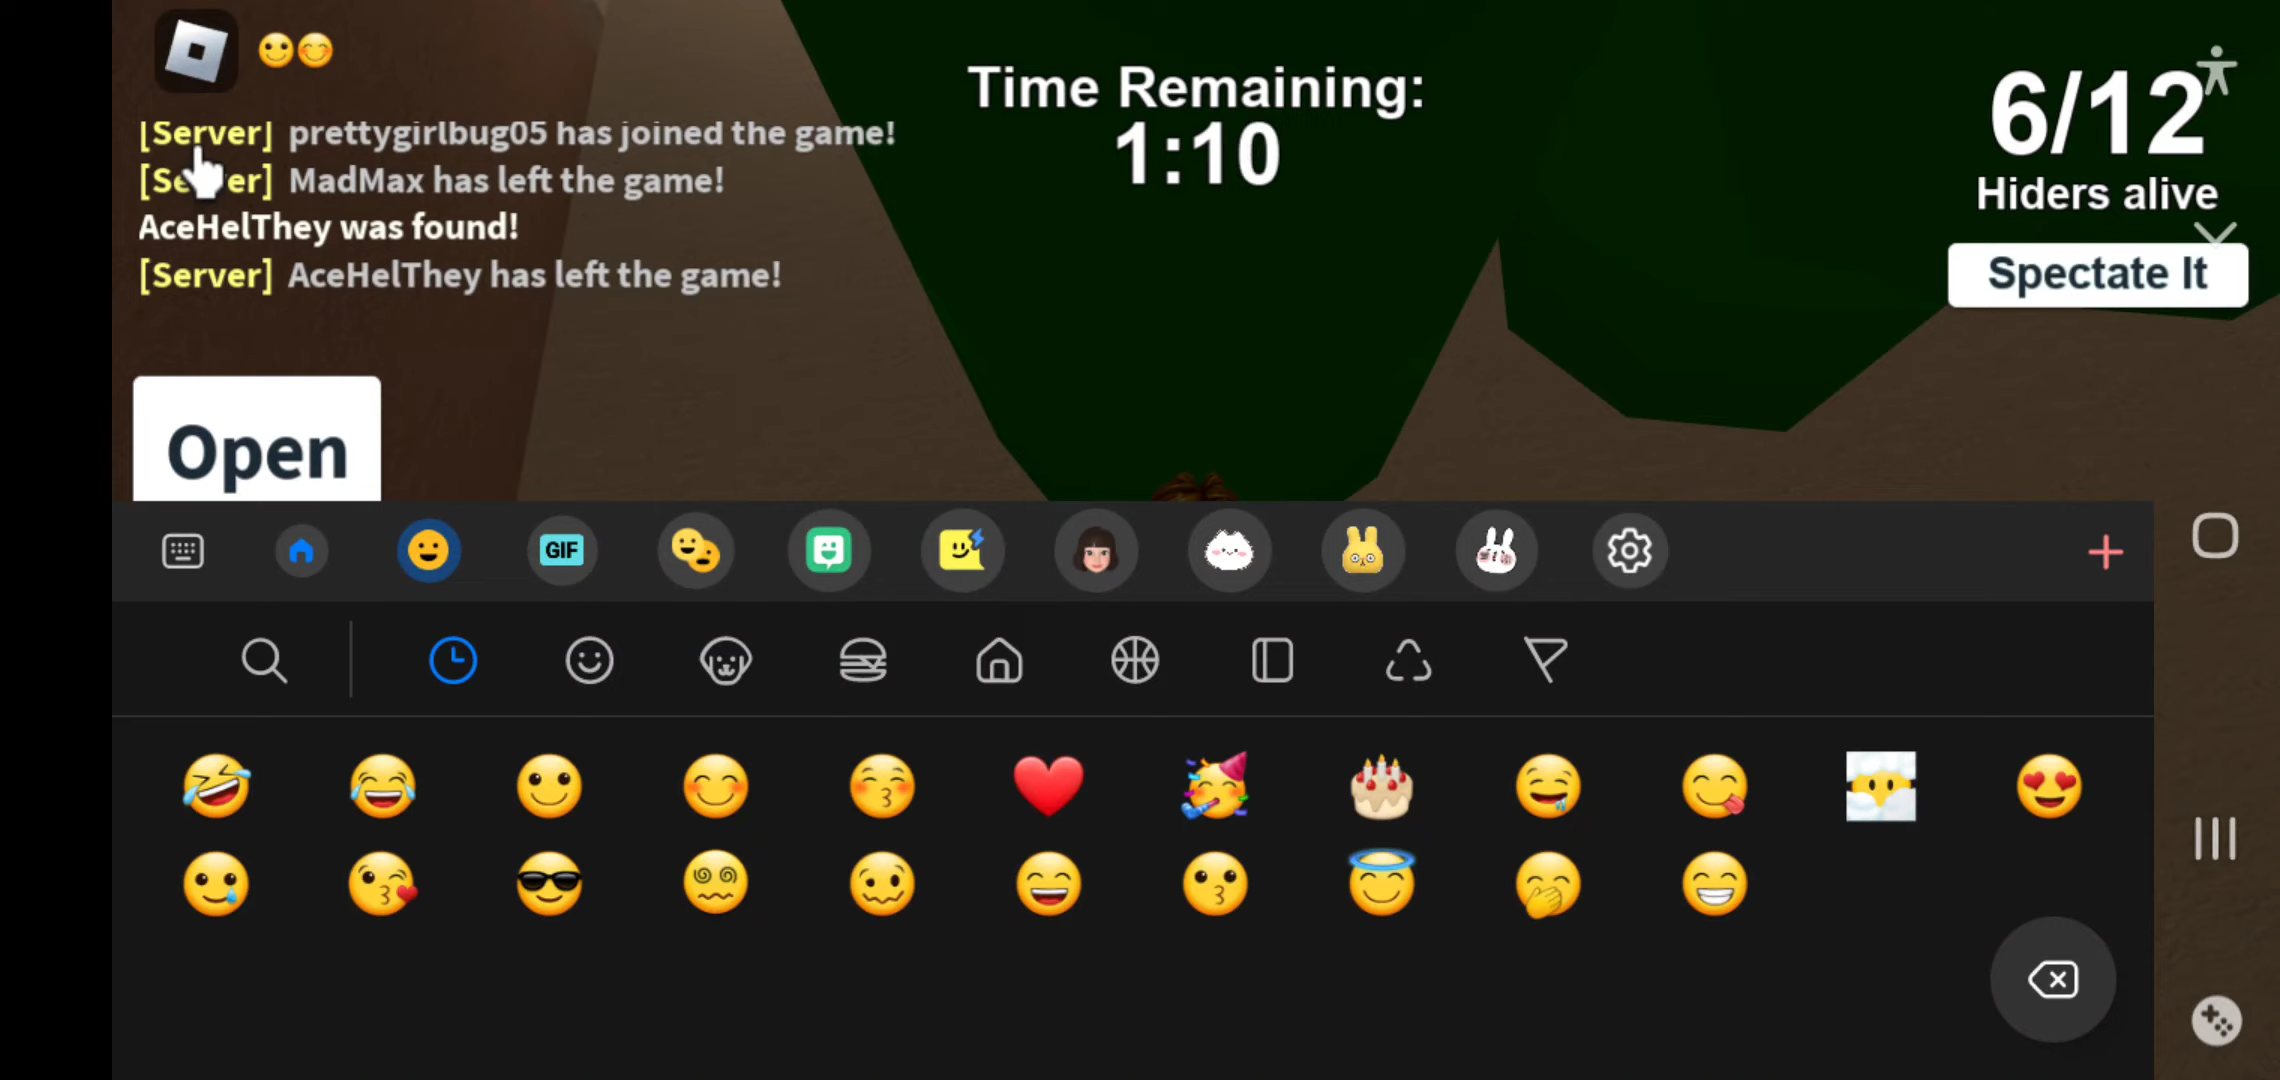 🙂😊
[Server] prettygirlbug05 has joined the game!
[Server] MadMax has left the game!
AceHelThey was found!
[Server] AceHelThey has left the game!
Time Remaining:
1:10
6/12
Hiders alive
Spectate It
Open
GIF